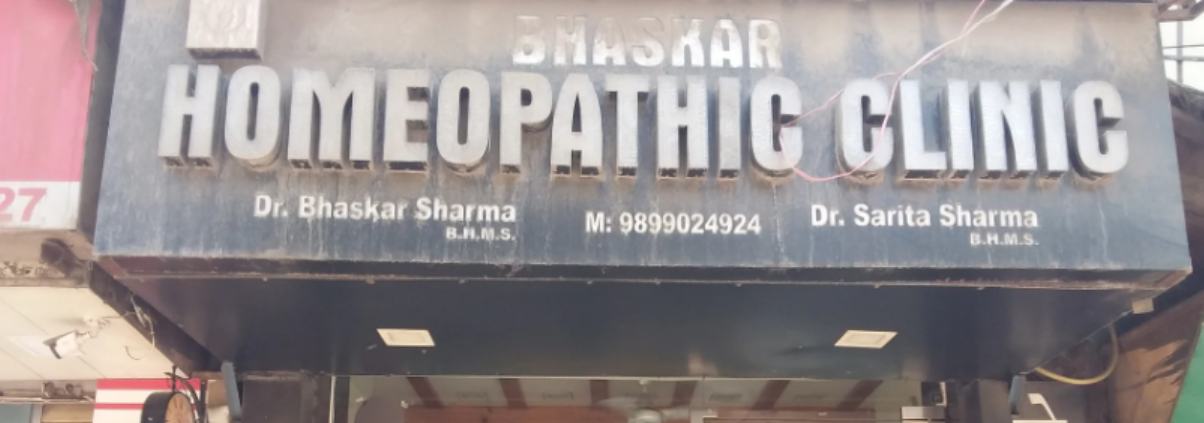 BHASKAR
HOMEOPATHIC CLINIC
Dr. Bhaskar Sharma
B.H.M.S.
M: 9899024924
Dr. Sarita Sharma
B.H.M.S.
27